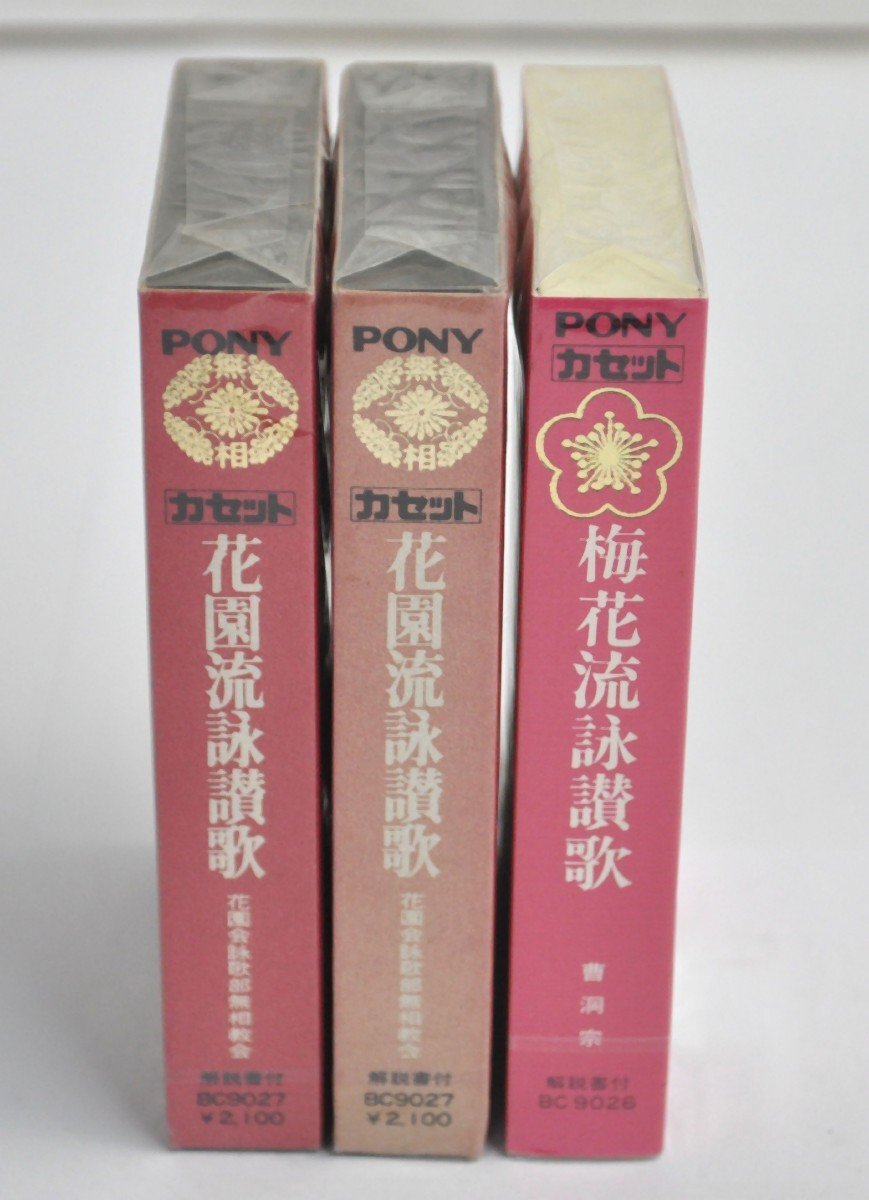 PONY
無
相
カセット
花園流詠讃歌
花園会詠歌部無相教会
解説書付
BC9027
¥2,100
PONY
無
相
カセット
花園流詠讃歌
花園会詠歌部無相教会
解説書付
BC9027
¥2,100
PONY
カセット
梅花流詠讃歌
曹洞宗
解説書付
BC9026